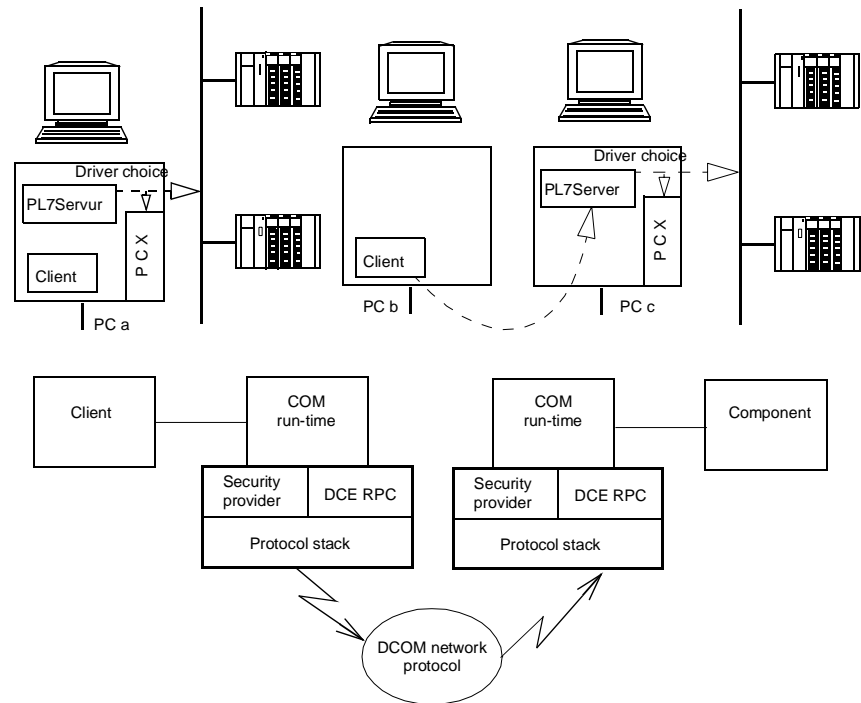 Driver choice
PL7Servur
P C X
Client
PC a
Client
PC b
Driver choice
PL7Server
P C X
PC c
Client
COM
run-time
COM
run-time
Component
Security
provider
DCE RPC
Security
provider
DCE RPC
Protocol stack
Protocol stack
DCOM network
protocol